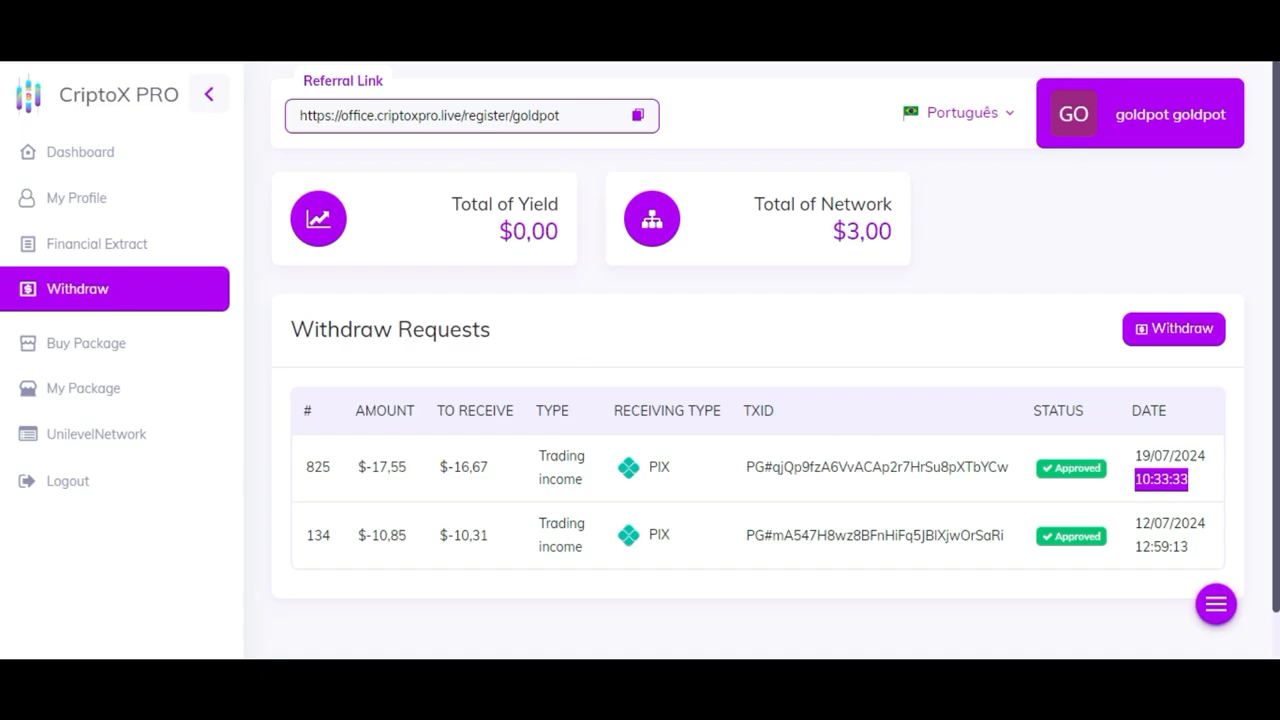 CriptoX PRO
Dashboard
My Profile
Financial Extract
Withdraw
Buy Package
My Package
UnilevelNetwork
Logout
Referral Link
https://office.criptoxpro.live/register/goldpot
Português
GO
goldpot goldpot
Total of Yield
$0,00
Total of Network
$3,00
Withdraw Requests
Withdraw
# AMOUNT TO RECEIVE TYPE RECEIVING TYPE TXID STATUS DATE
825 $-17,55 $-16,67 Trading income PIX PG#qjQp9fzA6VvACAp2r7HrSu8pXTbYCw Approved 19/07/2024 10:33:33
134 $-10,85 $-10,31 Trading income PIX PG#mA547H8wz8BFnHiFq5JBIXjwOrSaRi Approved 12/07/2024 12:59:13